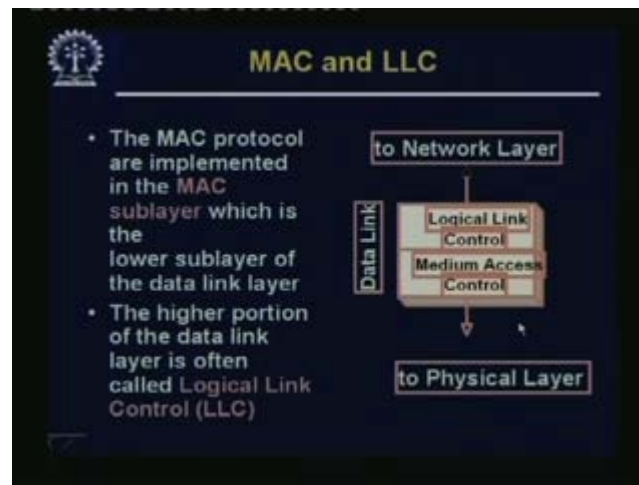 MAC and LLC
• The MAC protocol
are implemented
in the MAC
sublayer which is
the
lower sublayer of
the data link layer
• The higher portion
of the data link
layer is often
called Logical Link
Control (LLC)
to Network Layer
Data Link
Logical Link
Control
Medium Access
Control
to Physical Layer